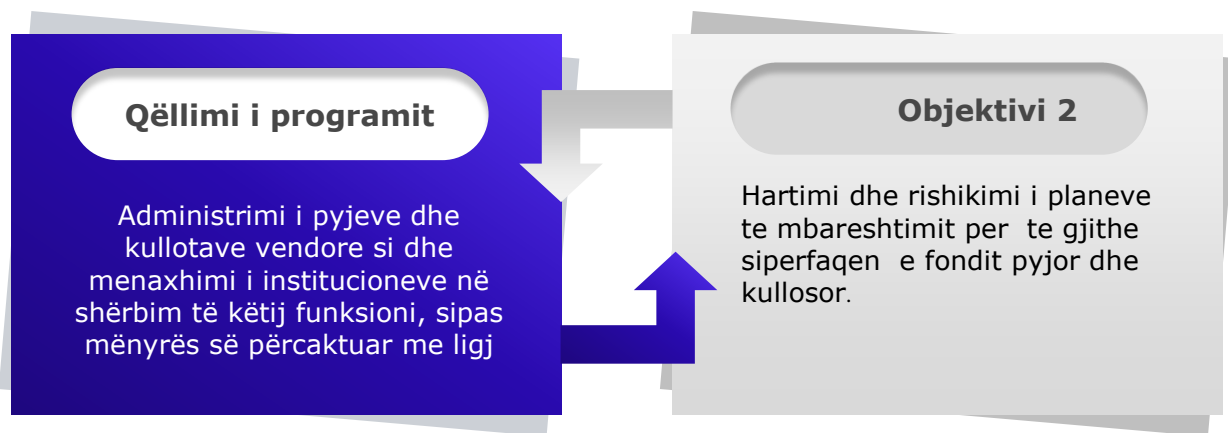 Qëllimi i programit
Administrimi i pyjeve dhe
kullotave vendore si dhe
menaxhimi i institucioneve në
shërbim të këtij funksioni, sipas
mënyrës së përcaktuar me ligj
Objektivi 2
Hartimi dhe rishikimi i planeve
te mbareshtimit per te gjithe
siperfaqen e fondit pyjor dhe
kullosor.